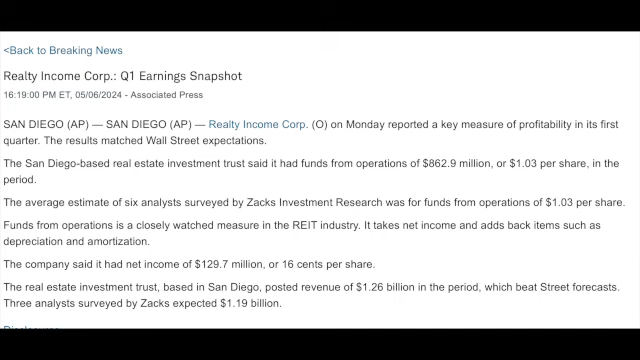 <Back to Breaking News
Realty Income Corp.: Q1 Earnings Snapshot
16:19:00 PM ET, 05/06/2024 - Associated Press
SAN DIEGO (AP) — SAN DIEGO (AP) — Realty Income Corp. (O) on Monday reported a key measure of profitability in its first
quarter. The results matched Wall Street expectations.
The San Diego-based real estate investment trust said it had funds from operations of $862.9 million, or $1.03 per share, in the
period.
The average estimate of six analysts surveyed by Zacks Investment Research was for funds from operations of $1.03 per share.
Funds from operations is a closely watched measure in the REIT industry. It takes net income and adds back items such as
depreciation and amortization.
The company said it had net income of $129.7 million, or 16 cents per share.
The real estate investment trust, based in San Diego, posted revenue of $1.26 billion in the period, which beat Street forecasts.
Three analysts surveyed by Zacks expected $1.19 billion.